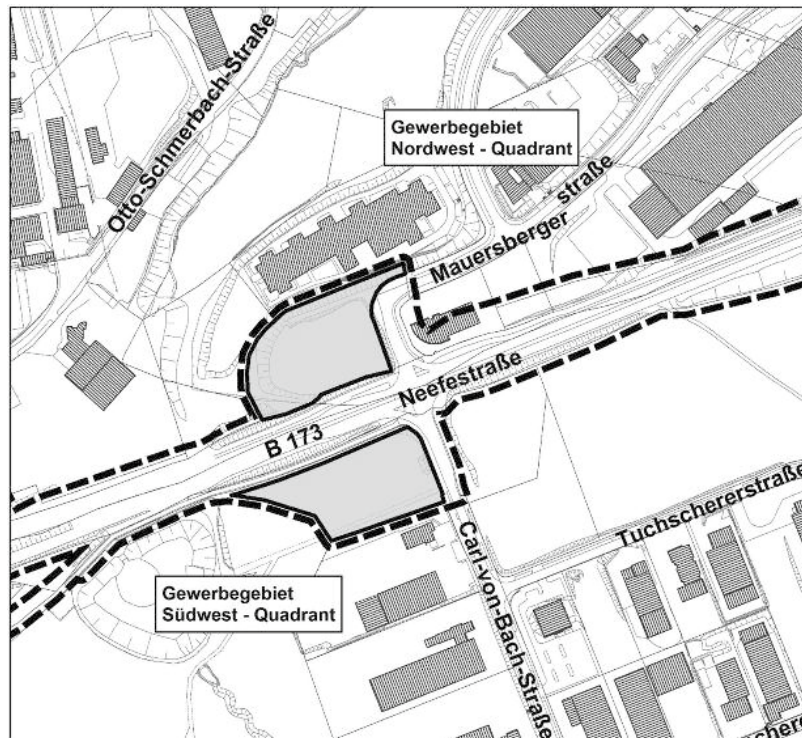 Otto-Schmerbach-Straße
Gewerbegebiet
Nordwest - Quadrant
Mauersberger
straße
Neefestraße
B 173
Tuchschererstraße
Gewerbegebiet
Südwest - Quadrant
Carl-von-Bach-Straße